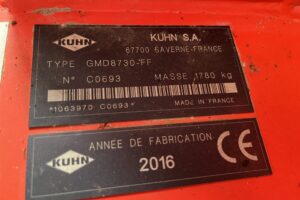 KUHN KUHN S.A.
67700 SAVERNE-FRANCE
TYPE GMD8730-FF
N° C0693 MASSE 1780 kg
*1063970 C0693* MADE IN FRANCE
KUHN ANNEE DE FABRICATION CE
2016